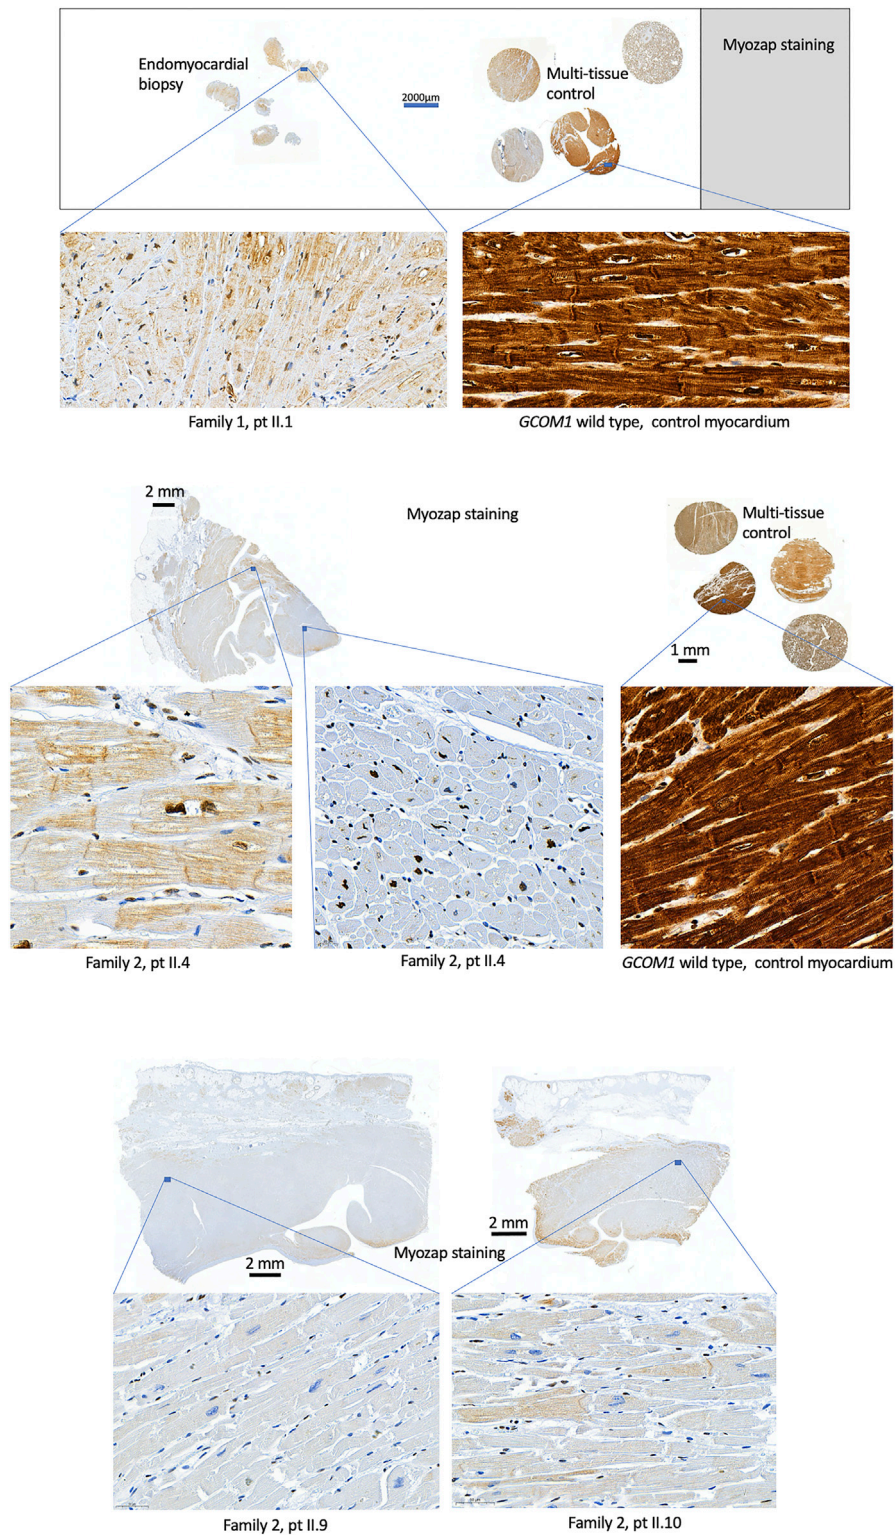 Myozap staining
Endomyocardial
biopsy
Multi-tissue
control
2000µm
Family 1, pt II.1
GCOM1 wild type, control myocardium
2 mm
Myozap staining
Multi-tissue
control
1 mm
Family 2, pt II.4
Family 2, pt II.4
GCOM1 wild type, control myocardium
2 mm
Myozap staining
2 mm
Family 2, pt II.9
Family 2, pt II.10